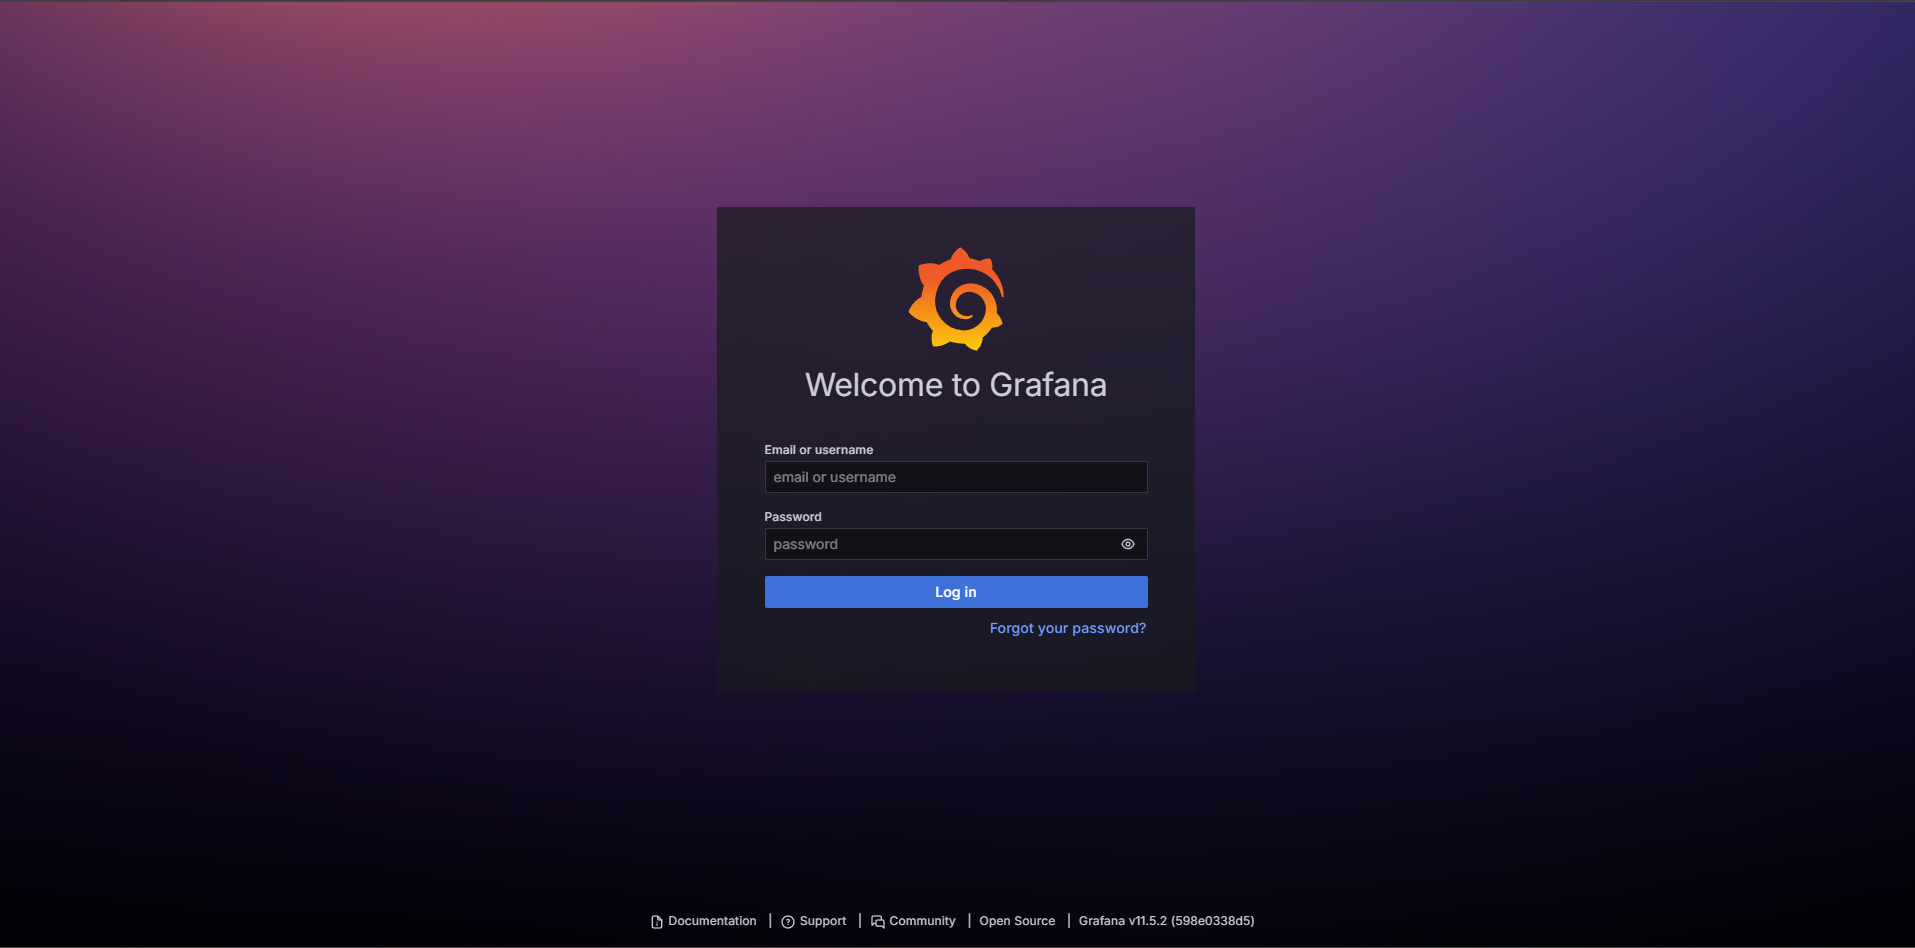 Welcome to Grafana
Email or username
email or username
Password
password
Log in
Forgot your password?
Documentation | Support | Community | Open Source | Grafana v11.5.2 (598e0338d5)